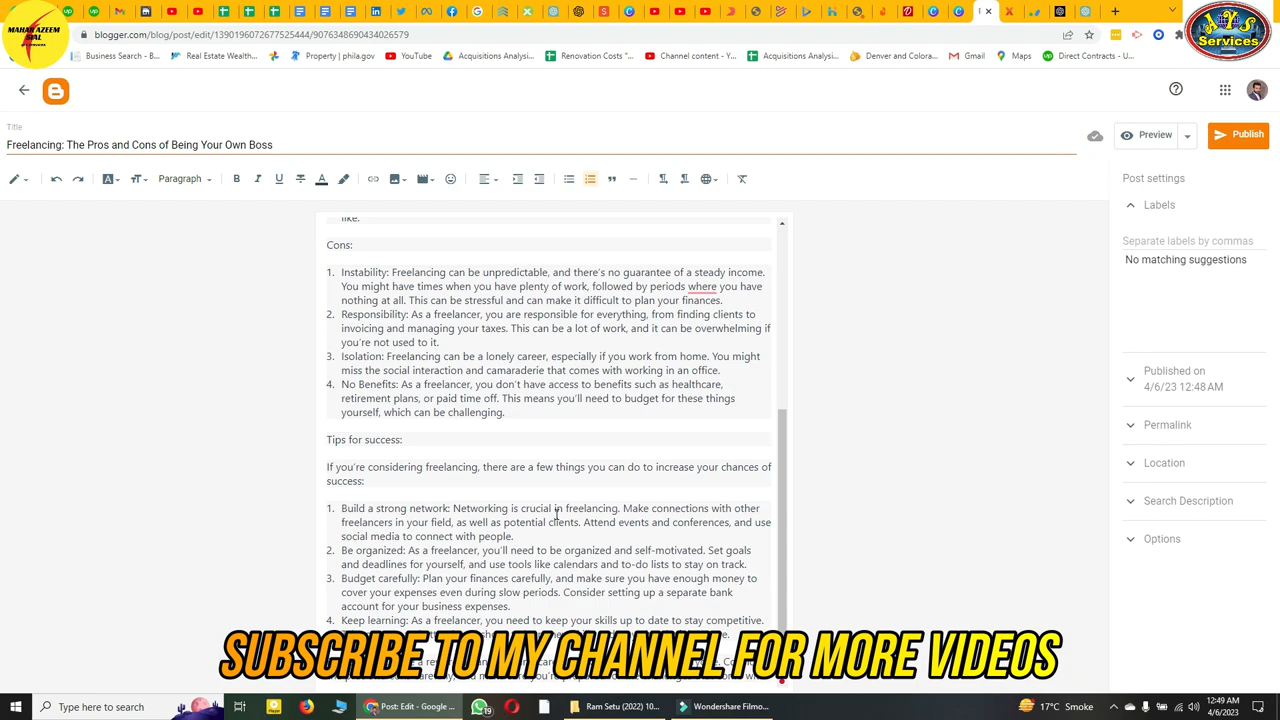 MAHAR AZEEM
SIAL
ATS
Services
blogger.com/blog/post/edit/1390196072677525444/9076348690434026579
Business Search - B...
Real Estate Wealth...
Property | phila.gov
YouTube
Acquisitions Analysi...
Renovation Costs "...
Channel content - Y...
Acquisitions Analysi...
Denver and Colora...
Gmail
Maps
Direct Contracts - U...
Title
Freelancing: The Pros and Cons of Being Your Own Boss
Preview
Publish
Paragraph
Post settings
Labels
Separate labels by commas
No matching suggestions
Published on
4/6/23 12:48 AM
Permalink
Location
Search Description
Options
like.
Cons:
1. Instability: Freelancing can be unpredictable, and there's no guarantee of a steady income.
You might have times when you have plenty of work, followed by periods where you have
nothing at all. This can be stressful and can make it difficult to plan your finances.
2. Responsibility: As a freelancer, you are responsible for everything, from finding clients to
invoicing and managing your taxes. This can be a lot of work, and it can be overwhelming if
you're not used to it.
3. Isolation: Freelancing can be a lonely career, especially if you work from home. You might
miss the social interaction and camaraderie that comes with working in an office.
4. No Benefits: As a freelancer, you don't have access to benefits such as healthcare,
retirement plans, or paid time off. This means you'll need to budget for these things
yourself, which can be challenging.
Tips for success:
If you're considering freelancing, there are a few things you can do to increase your chances of
success:
1. Build a strong network: Networking is crucial in freelancing. Make connections with other
freelancers in your field, as well as potential clients. Attend events and conferences, and use
social media to connect with people.
2. Be organized: As a freelancer, you'll need to be organized and self-motivated. Set goals
and deadlines for yourself, and use tools like calendars and to-do lists to stay on track.
3. Budget carefully: Plan your finances carefully, and make sure you have enough money to
cover your expenses even during slow periods. Consider setting up a separate bank
account for your business expenses.
4. Keep learning: As a freelancer, you need to keep your skills up to date to stay competitive.
SUBSCRIBE TO MY CHANNEL FOR MORE VIDEOS
Type here to search
Post: Edit - Google ...
19
Ram Setu (2022) 10...
Wondershare Filmo...
17°C Smoke
12:49 AM
4/6/2023